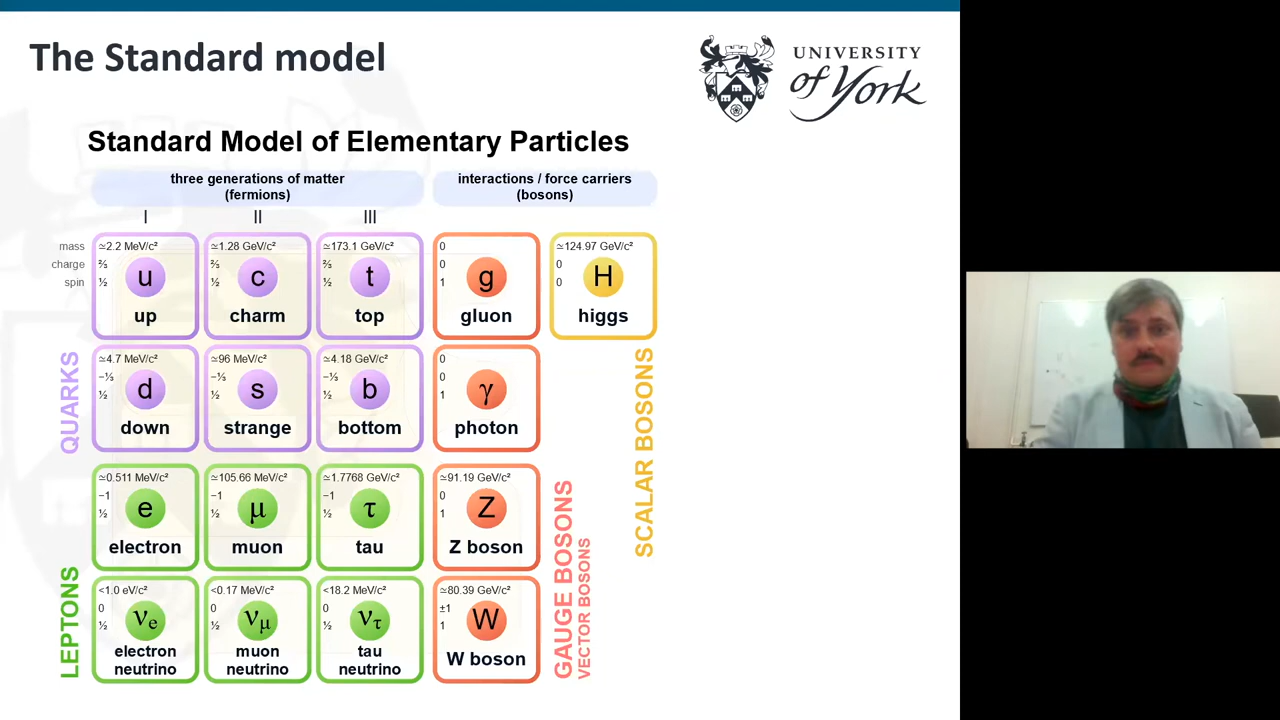 The Standard model
UNIVERSITY
of York
Standard Model of Elementary Particles
three generations of matter
(fermions)
interactions / force carriers
(bosons)
I II III
mass
charge
spin
≃2.2 MeV/c²
⅔
½
u
up
≃1.28 GeV/c²
⅔
½
c
charm
≃173.1 GeV/c²
⅔
½
t
top
0
0
1
g
gluon
≃124.97 GeV/c²
0
0
H
higgs
QUARKS
≃4.7 MeV/c²
−⅓
½
d
down
≃96 MeV/c²
−⅓
½
s
strange
≃4.18 GeV/c²
−⅓
½
b
bottom
0
0
1
γ
photon
SCALAR BOSONS
≃0.511 MeV/c²
−1
½
e
electron
≃105.66 MeV/c²
−1
½
μ
muon
≃1.7768 GeV/c²
−1
½
τ
tau
≃91.19 GeV/c²
0
1
Z
Z boson
LEPTONS
<1.0 eV/c²
0
½
νe
electron
neutrino
<0.17 MeV/c²
0
½
νμ
muon
neutrino
<18.2 MeV/c²
0
½
ντ
tau
neutrino
≃80.39 GeV/c²
±1
1
W
W boson
GAUGE BOSONS
VECTOR BOSONS